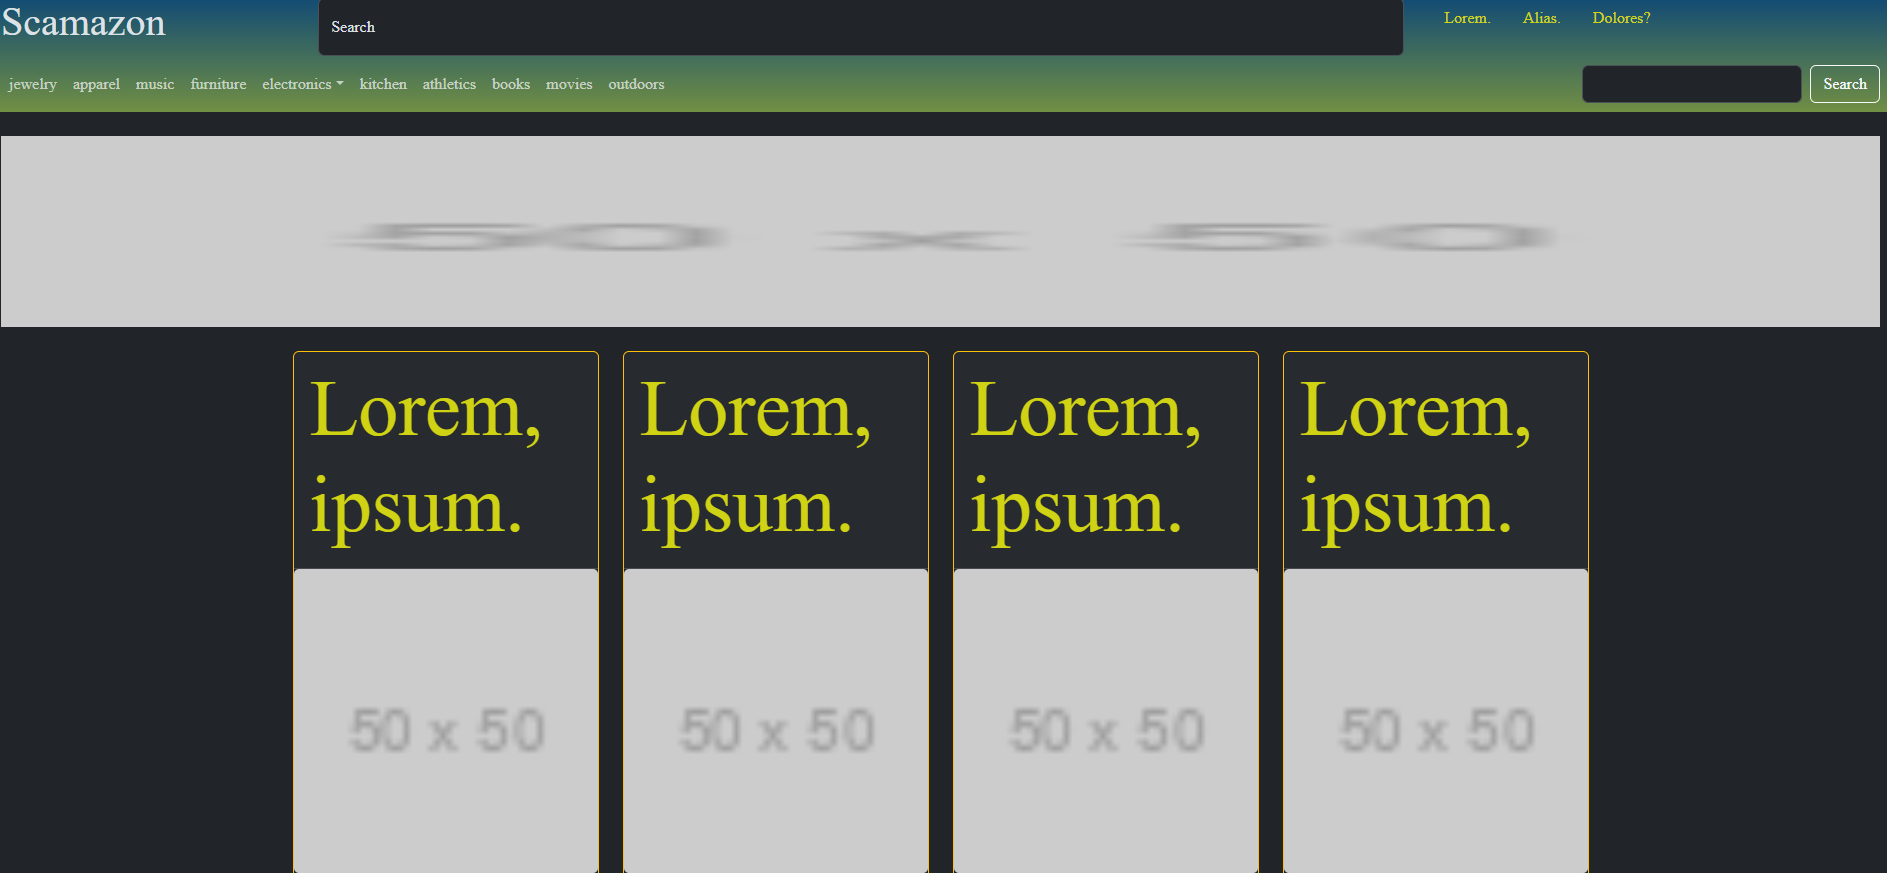 Scamazon
Search
Lorem. Alias. Dolores?
jewelry apparel music furniture electronics kitchen athletics books movies outdoors
Search
50 x 50
Lorem, Lorem, Lorem, Lorem,
ipsum. ipsum. ipsum. ipsum.
50 x 50 50 x 50 50 x 50 50 x 50